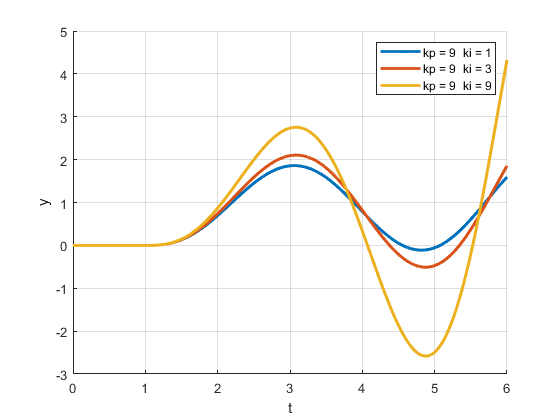 5
4
3
2
1
0
-1
-2
-3
y
kp = 9  ki = 1
kp = 9  ki = 3
kp = 9  ki = 9
0 1 2 3 4 5 6
t